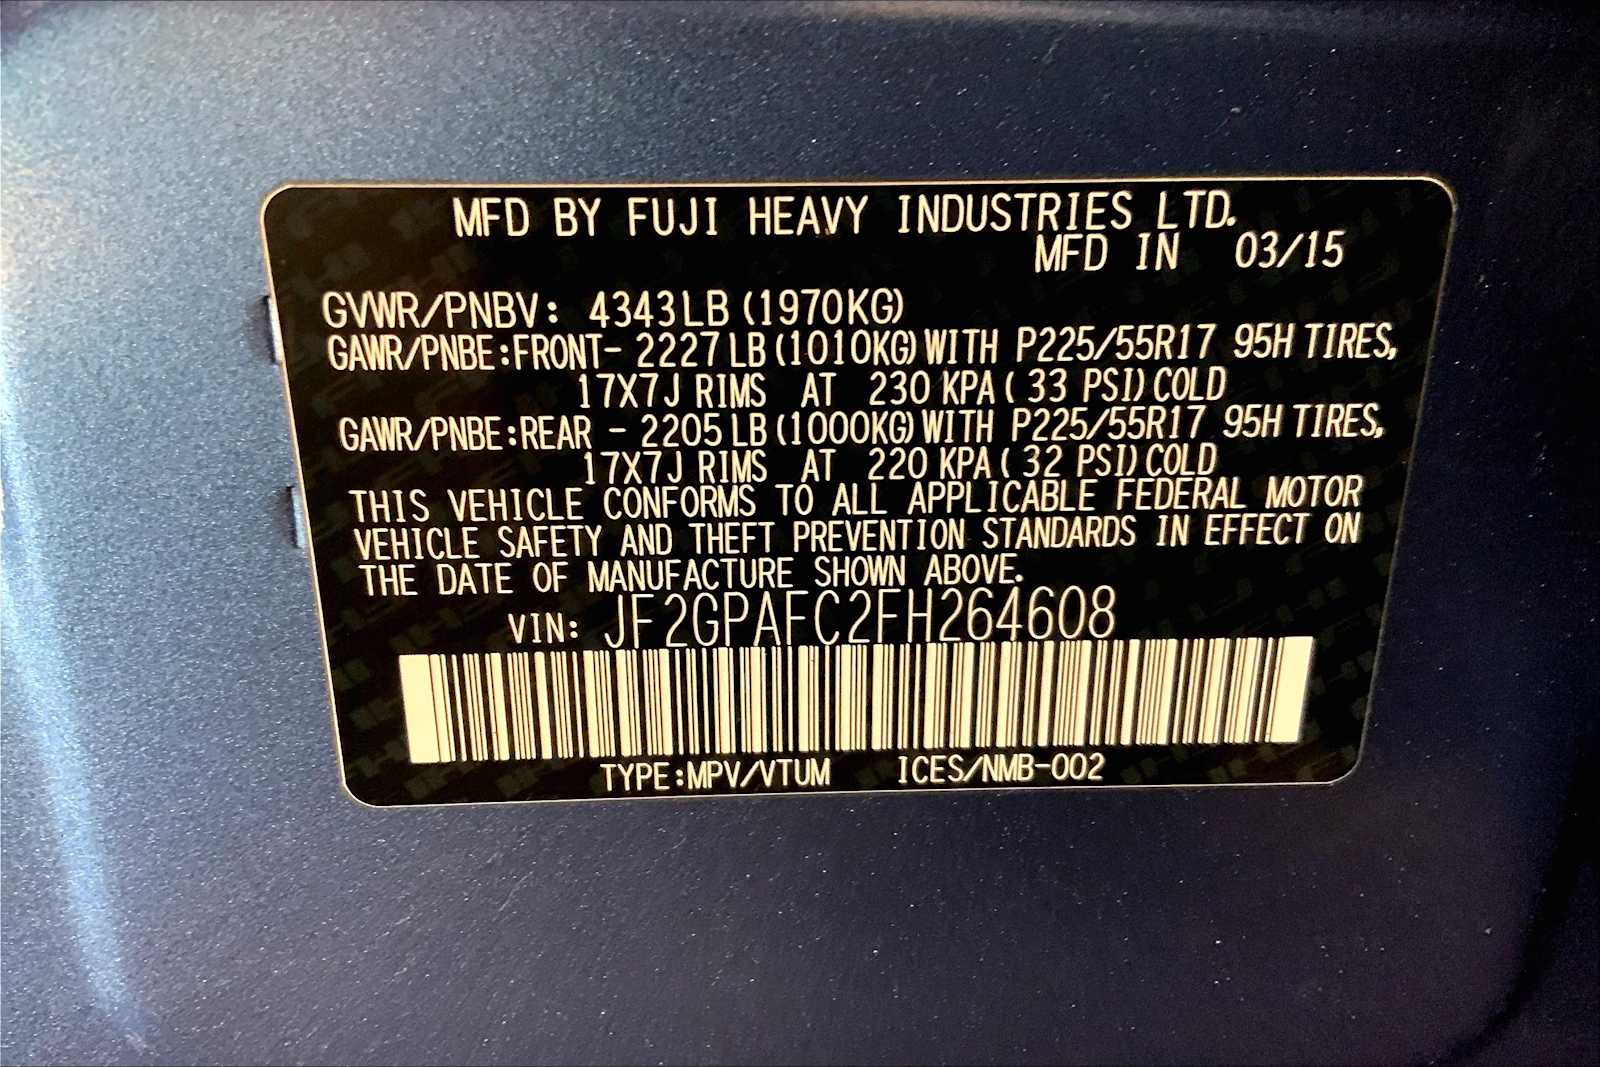 MFD BY FUJI HEAVY INDUSTRIES LTD.
MFD IN 03/15
GVWR/PNBV: 4343LB (1970KG)
GAWR/PNBE:FRONT- 2227LB (1010KG) WITH P225/55R17 95H TIRES,
17X7J RIMS AT 230 KPA ( 33 PSI) COLD
GAWR/PNBE:REAR - 2205LB (1000KG) WITH P225/55R17 95H TIRES,
17X7J RIMS AT 220 KPA ( 32 PSI) COLD
THIS VEHICLE CONFORMS TO ALL APPLICABLE FEDERAL MOTOR
VEHICLE SAFETY AND THEFT PREVENTION STANDARDS IN EFFECT ON
THE DATE OF MANUFACTURE SHOWN ABOVE.
VIN: JF2GPAFC2FH264608
TYPE:MPV/VTUM ICES/NMB-002